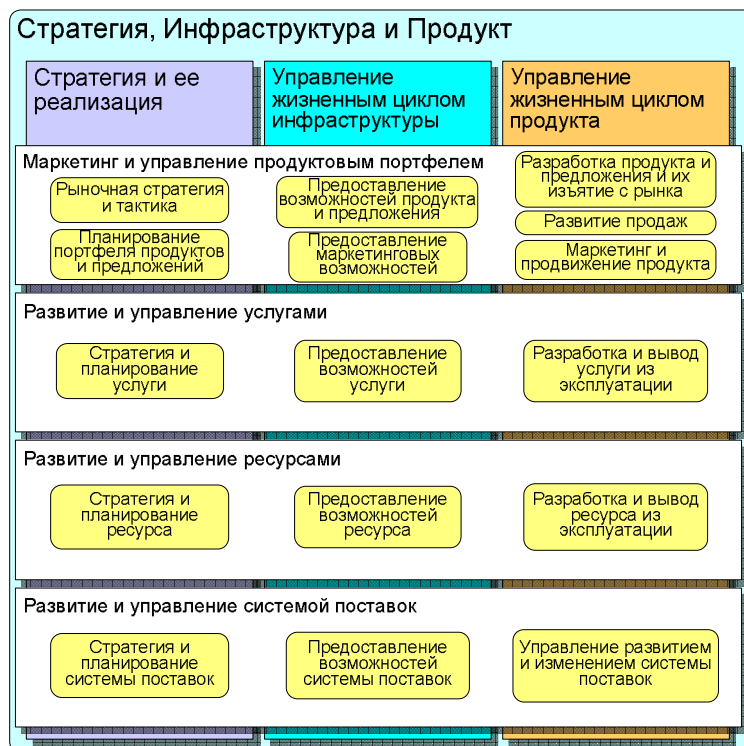 Стратегия, Инфраструктура и Продукт
Стратегия и ее
реализация
Управление
жизненным циклом
инфраструктуры
Управление
жизненным циклом
продукта
Маркетинг и управление продуктовым портфелем
Рыночная стратегия
и тактика
Планирование
портфеля продуктов
и предложений
Предоставление
возможностей продукта
и предложения
Предоставление
маркетинговых
возможностей
Разработка продукта и
предложения и их
изъятие с рынка
Развитие продаж
Маркетинг и
продвижение продукта
Развитие и управление услугами
Стратегия и
планирование
услуги
Предоставление
возможностей
услуги
Разработка и вывод
услуги из
эксплуатации
Развитие и управление ресурсами
Стратегия и
планирование
ресурса
Предоставление
возможностей
ресурса
Разработка и вывод
ресурса из
эксплуатации
Развитие и управление системой поставок
Стратегия и
планирование
системы поставок
Предоставление
возможностей
системы поставок
Управление развитием
и изменением системы
поставок